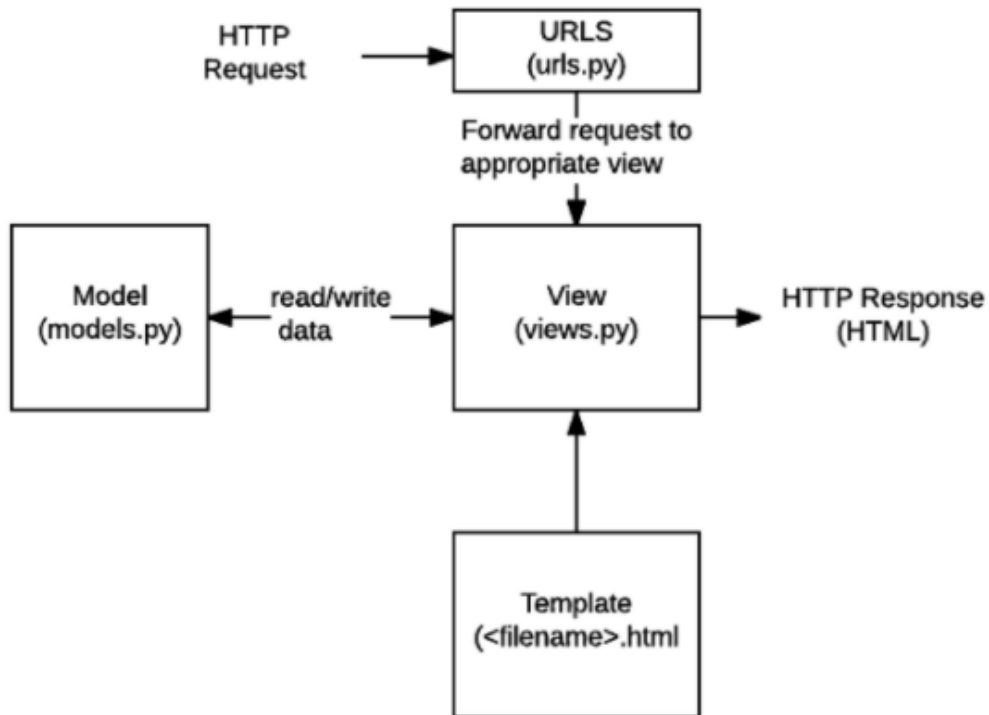 HTTP
Request
URLS
(urls.py)
Forward request to
appropriate view
Model
(models.py)
read/write
data
View
(views.py)
HTTP Response
(HTML)
Template
(<filename>.html